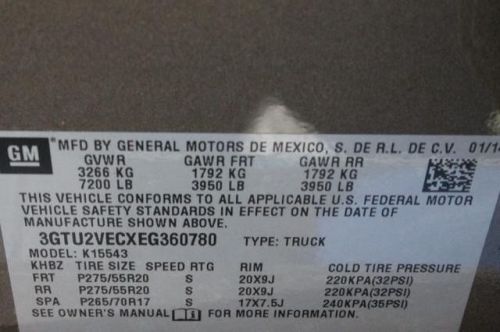 GM MFD BY GENERAL MOTORS DE MEXICO, S. DE R.L. DE C.V. 01/14
GVWR GAWR FRT GAWR RR
3266 KG 1792 KG 1792 KG
7200 LB 3950 LB 3950 LB
THIS VEHICLE CONFORMS TO ALL APPLICABLE U.S. FEDERAL MOTOR
VEHICLE SAFETY STANDARDS IN EFFECT ON THE DATE OF
MANUFACTURE SHOWN ABOVE.
3GTU2VECXEG360780 TYPE: TRUCK
MODEL: K15543
KHBZ TIRE SIZE SPEED RTG RIM COLD TIRE PRESSURE
FRT P275/55R20 S 20X9J 220KPA(32PSI)
RR P275/55R20 S 20X9J 220KPA(32PSI)
SPA P265/70R17 S 17X7.5J 240KPA(35PSI)
SEE OWNER'S MANUAL FOR MORE INFORMATION